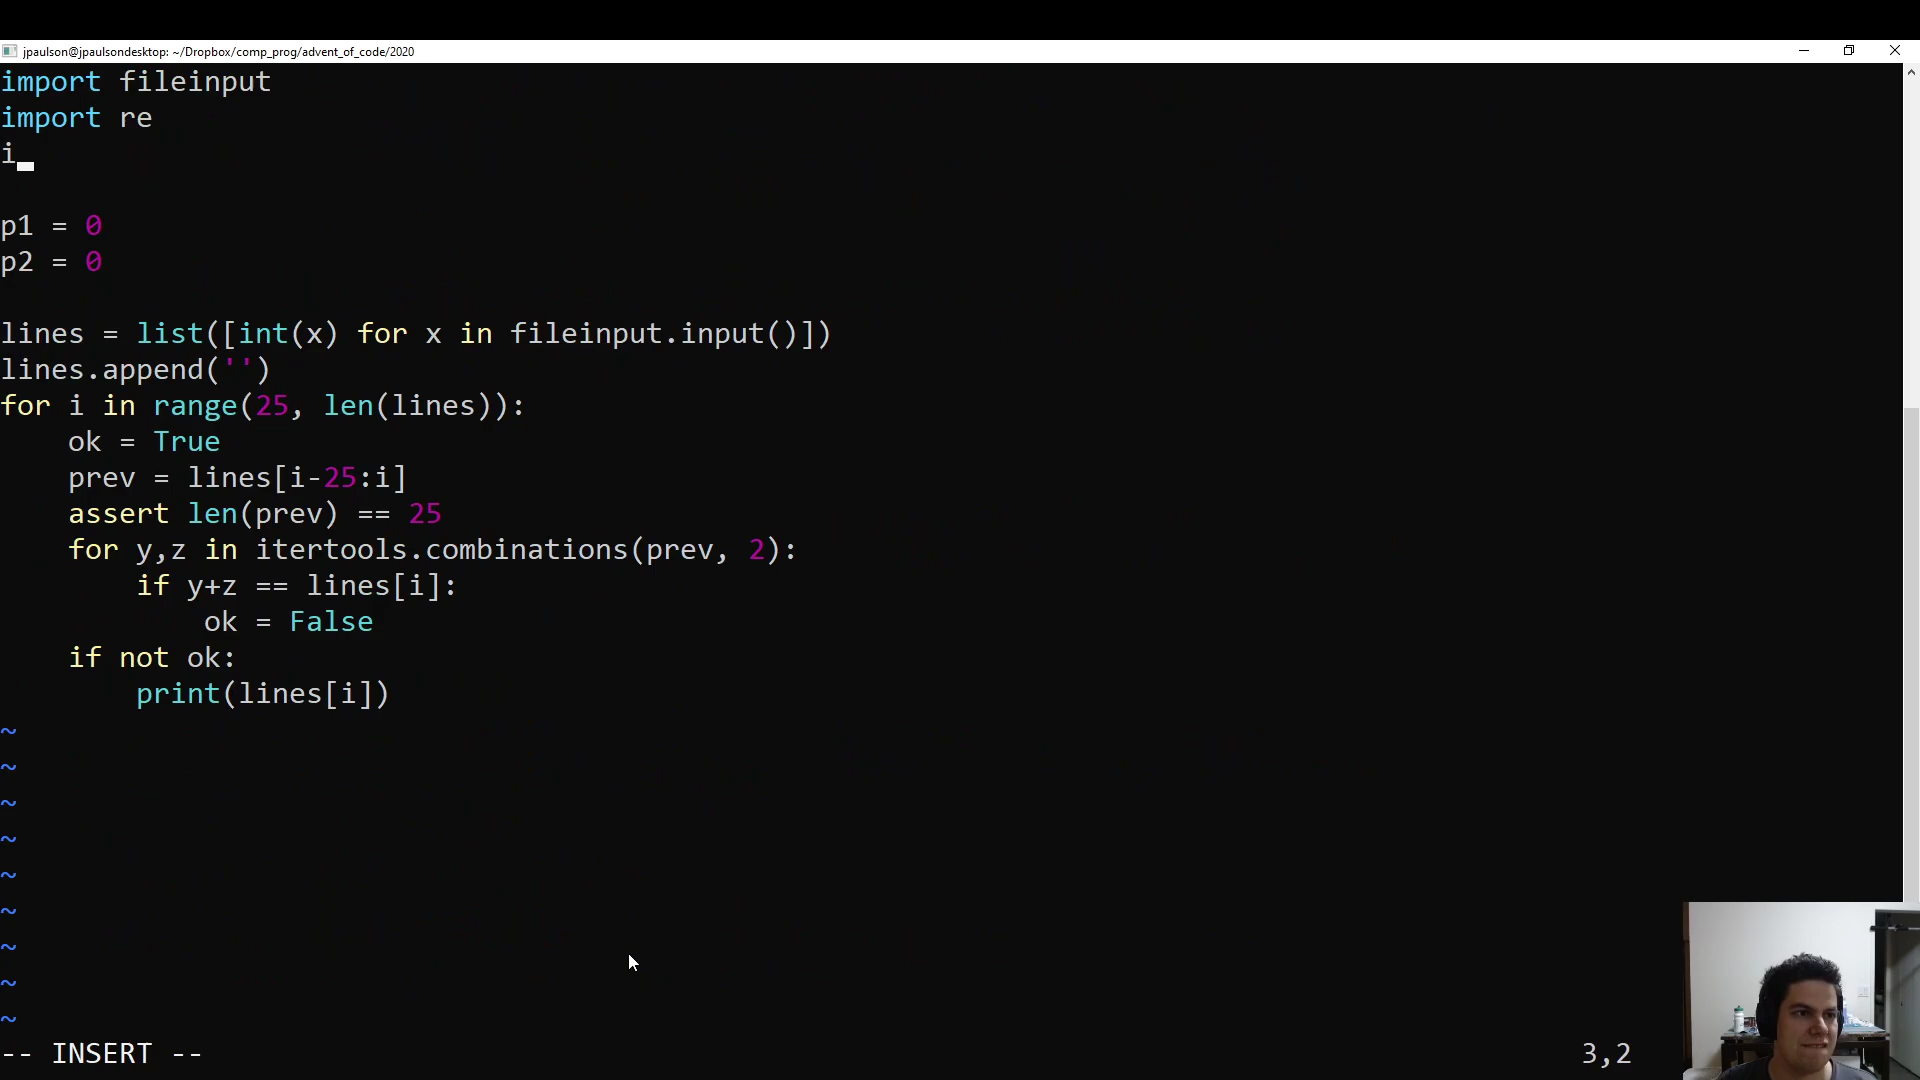 jpaulson@jpaulsondesktop: ~/Dropbox/comp_prog/advent_of_code/2020
import fileinput
import re
i
p1 = 0
p2 = 0
lines = list([int(x) for x in fileinput.input()])
lines.append('')
for i in range(25, len(lines)):
    ok = True
    prev = lines[i-25:i]
    assert len(prev) == 25
    for y,z in itertools.combinations(prev, 2):
        if y+z == lines[i]:
            ok = False
    if not ok:
        print(lines[i])
~
~
~
~
~
~
~
~
~
-- INSERT -- 3,2